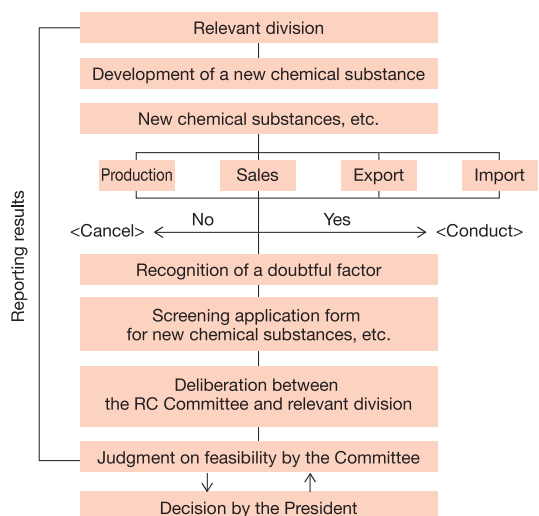 Relevant division
Development of a new chemical substance
New chemical substances, etc.
Production
Sales
Export
Import
No
Yes
<Cancel>
<Conduct>
Recognition of a doubtful factor
Screening application form
for new chemical substances, etc.
Deliberation between
the RC Committee and relevant division
Judgment on feasibility by the Committee
Decision by the President
Reporting results